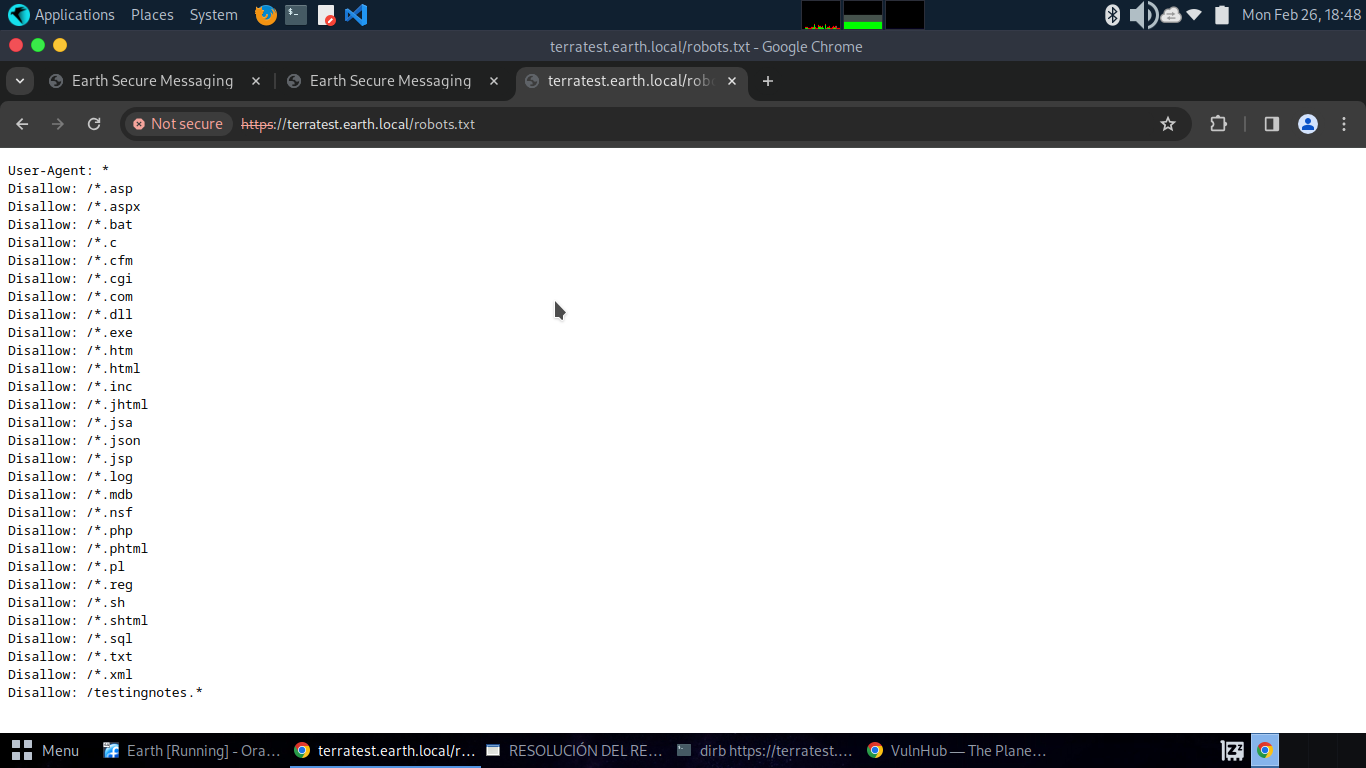 Applications Places System Mon Feb 26, 18:48
terratest.earth.local/robots.txt - Google Chrome
Earth Secure Messaging Earth Secure Messaging terratest.earth.local/rob
Not secure https://terratest.earth.local/robots.txt
User-Agent: *
Disallow: /*.asp
Disallow: /*.aspx
Disallow: /*.bat
Disallow: /*.c
Disallow: /*.cfm
Disallow: /*.cgi
Disallow: /*.com
Disallow: /*.dll
Disallow: /*.exe
Disallow: /*.htm
Disallow: /*.html
Disallow: /*.inc
Disallow: /*.jhtml
Disallow: /*.jsa
Disallow: /*.json
Disallow: /*.jsp
Disallow: /*.log
Disallow: /*.mdb
Disallow: /*.nsf
Disallow: /*.php
Disallow: /*.phtml
Disallow: /*.pl
Disallow: /*.reg
Disallow: /*.sh
Disallow: /*.shtml
Disallow: /*.sql
Disallow: /*.txt
Disallow: /*.xml
Disallow: /testingnotes.*
Menu Earth [Running] - Ora... terratest.earth.local/r... RESOLUCIÓN DEL RE... dirb https://terratest.... VulnHub — The Plane...